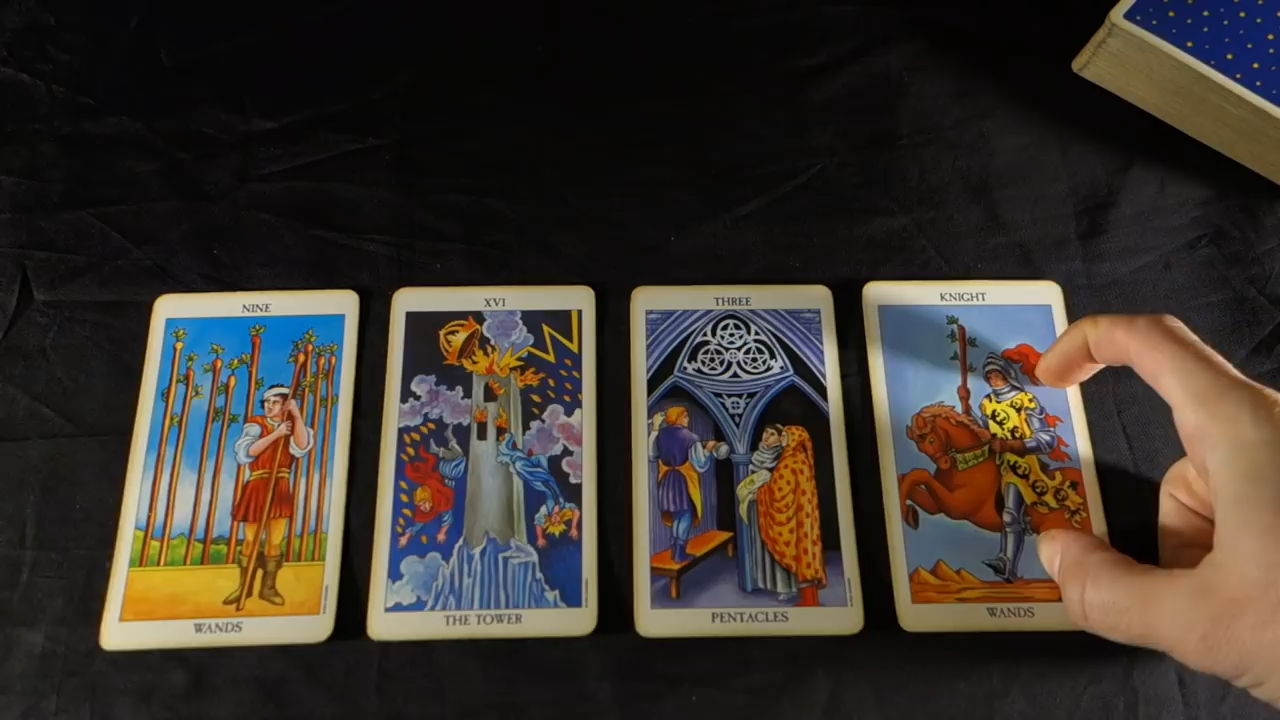 NINE
WANDS
XVI
THE TOWER
THREE
PENTACLES
KNIGHT
WANDS